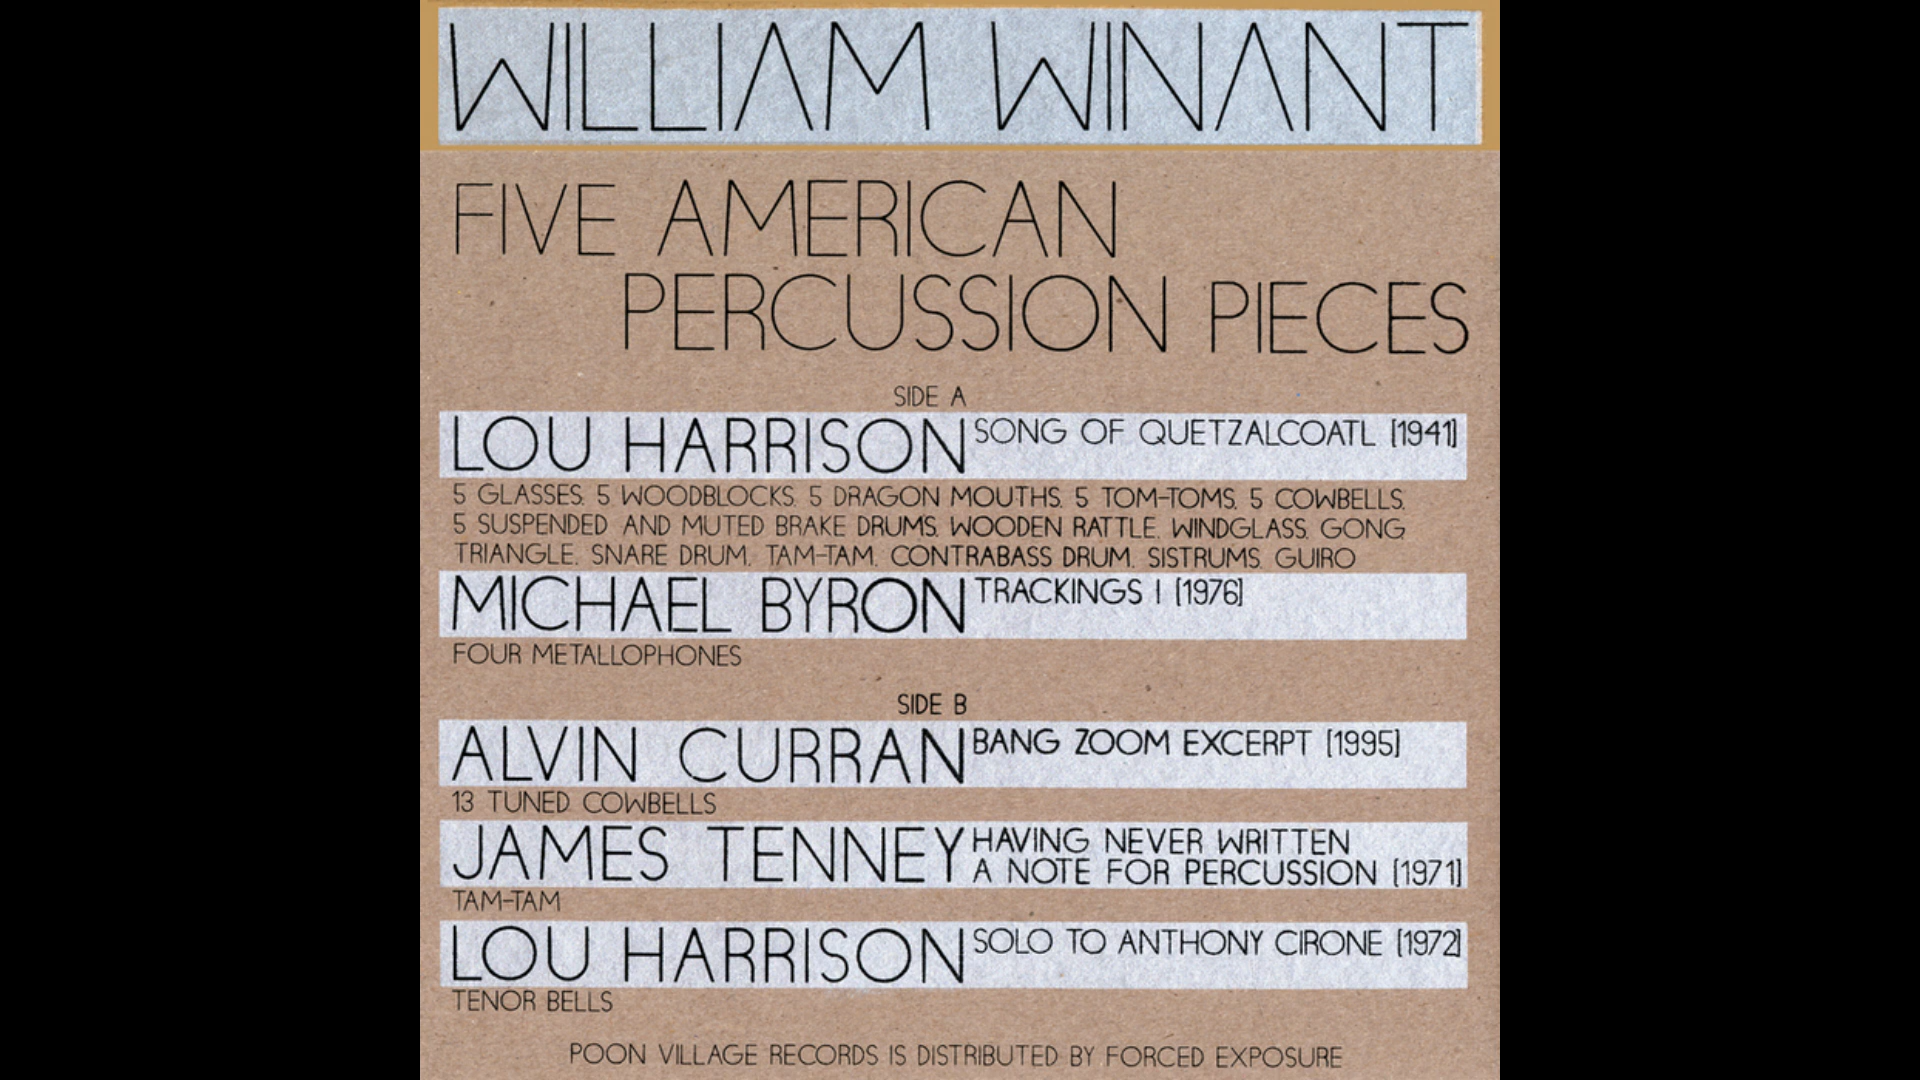 WILLIAM WINANT
FIVE AMERICAN
PERCUSSION PIECES
SIDE A
LOU HARRISON SONG OF QUETZALCOATL [1941]
5 GLASSES, 5 WOODBLOCKS, 5 DRAGON MOUTHS, 5 TOM-TOMS, 5 COWBELLS,
5 SUSPENDED AND MUTED BRAKE DRUMS, WOODEN RATTLE, WINDGLASS, GONG
TRIANGLE, SNARE DRUM, TAM-TAM, CONTRABASS DRUM, SISTRUMS, GUIRO
MICHAEL BYRON TRACKINGS I [1976]
FOUR METALLOPHONES
SIDE B
ALVIN CURRAN BANG ZOOM EXCERPT [1995]
13 TUNED COWBELLS
JAMES TENNEY HAVING NEVER WRITTEN
A NOTE FOR PERCUSSION [1971]
TAM-TAM
LOU HARRISON SOLO TO ANTHONY CIRONE [1972]
TENOR BELLS
POON VILLAGE RECORDS IS DISTRIBUTED BY FORCED EXPOSURE